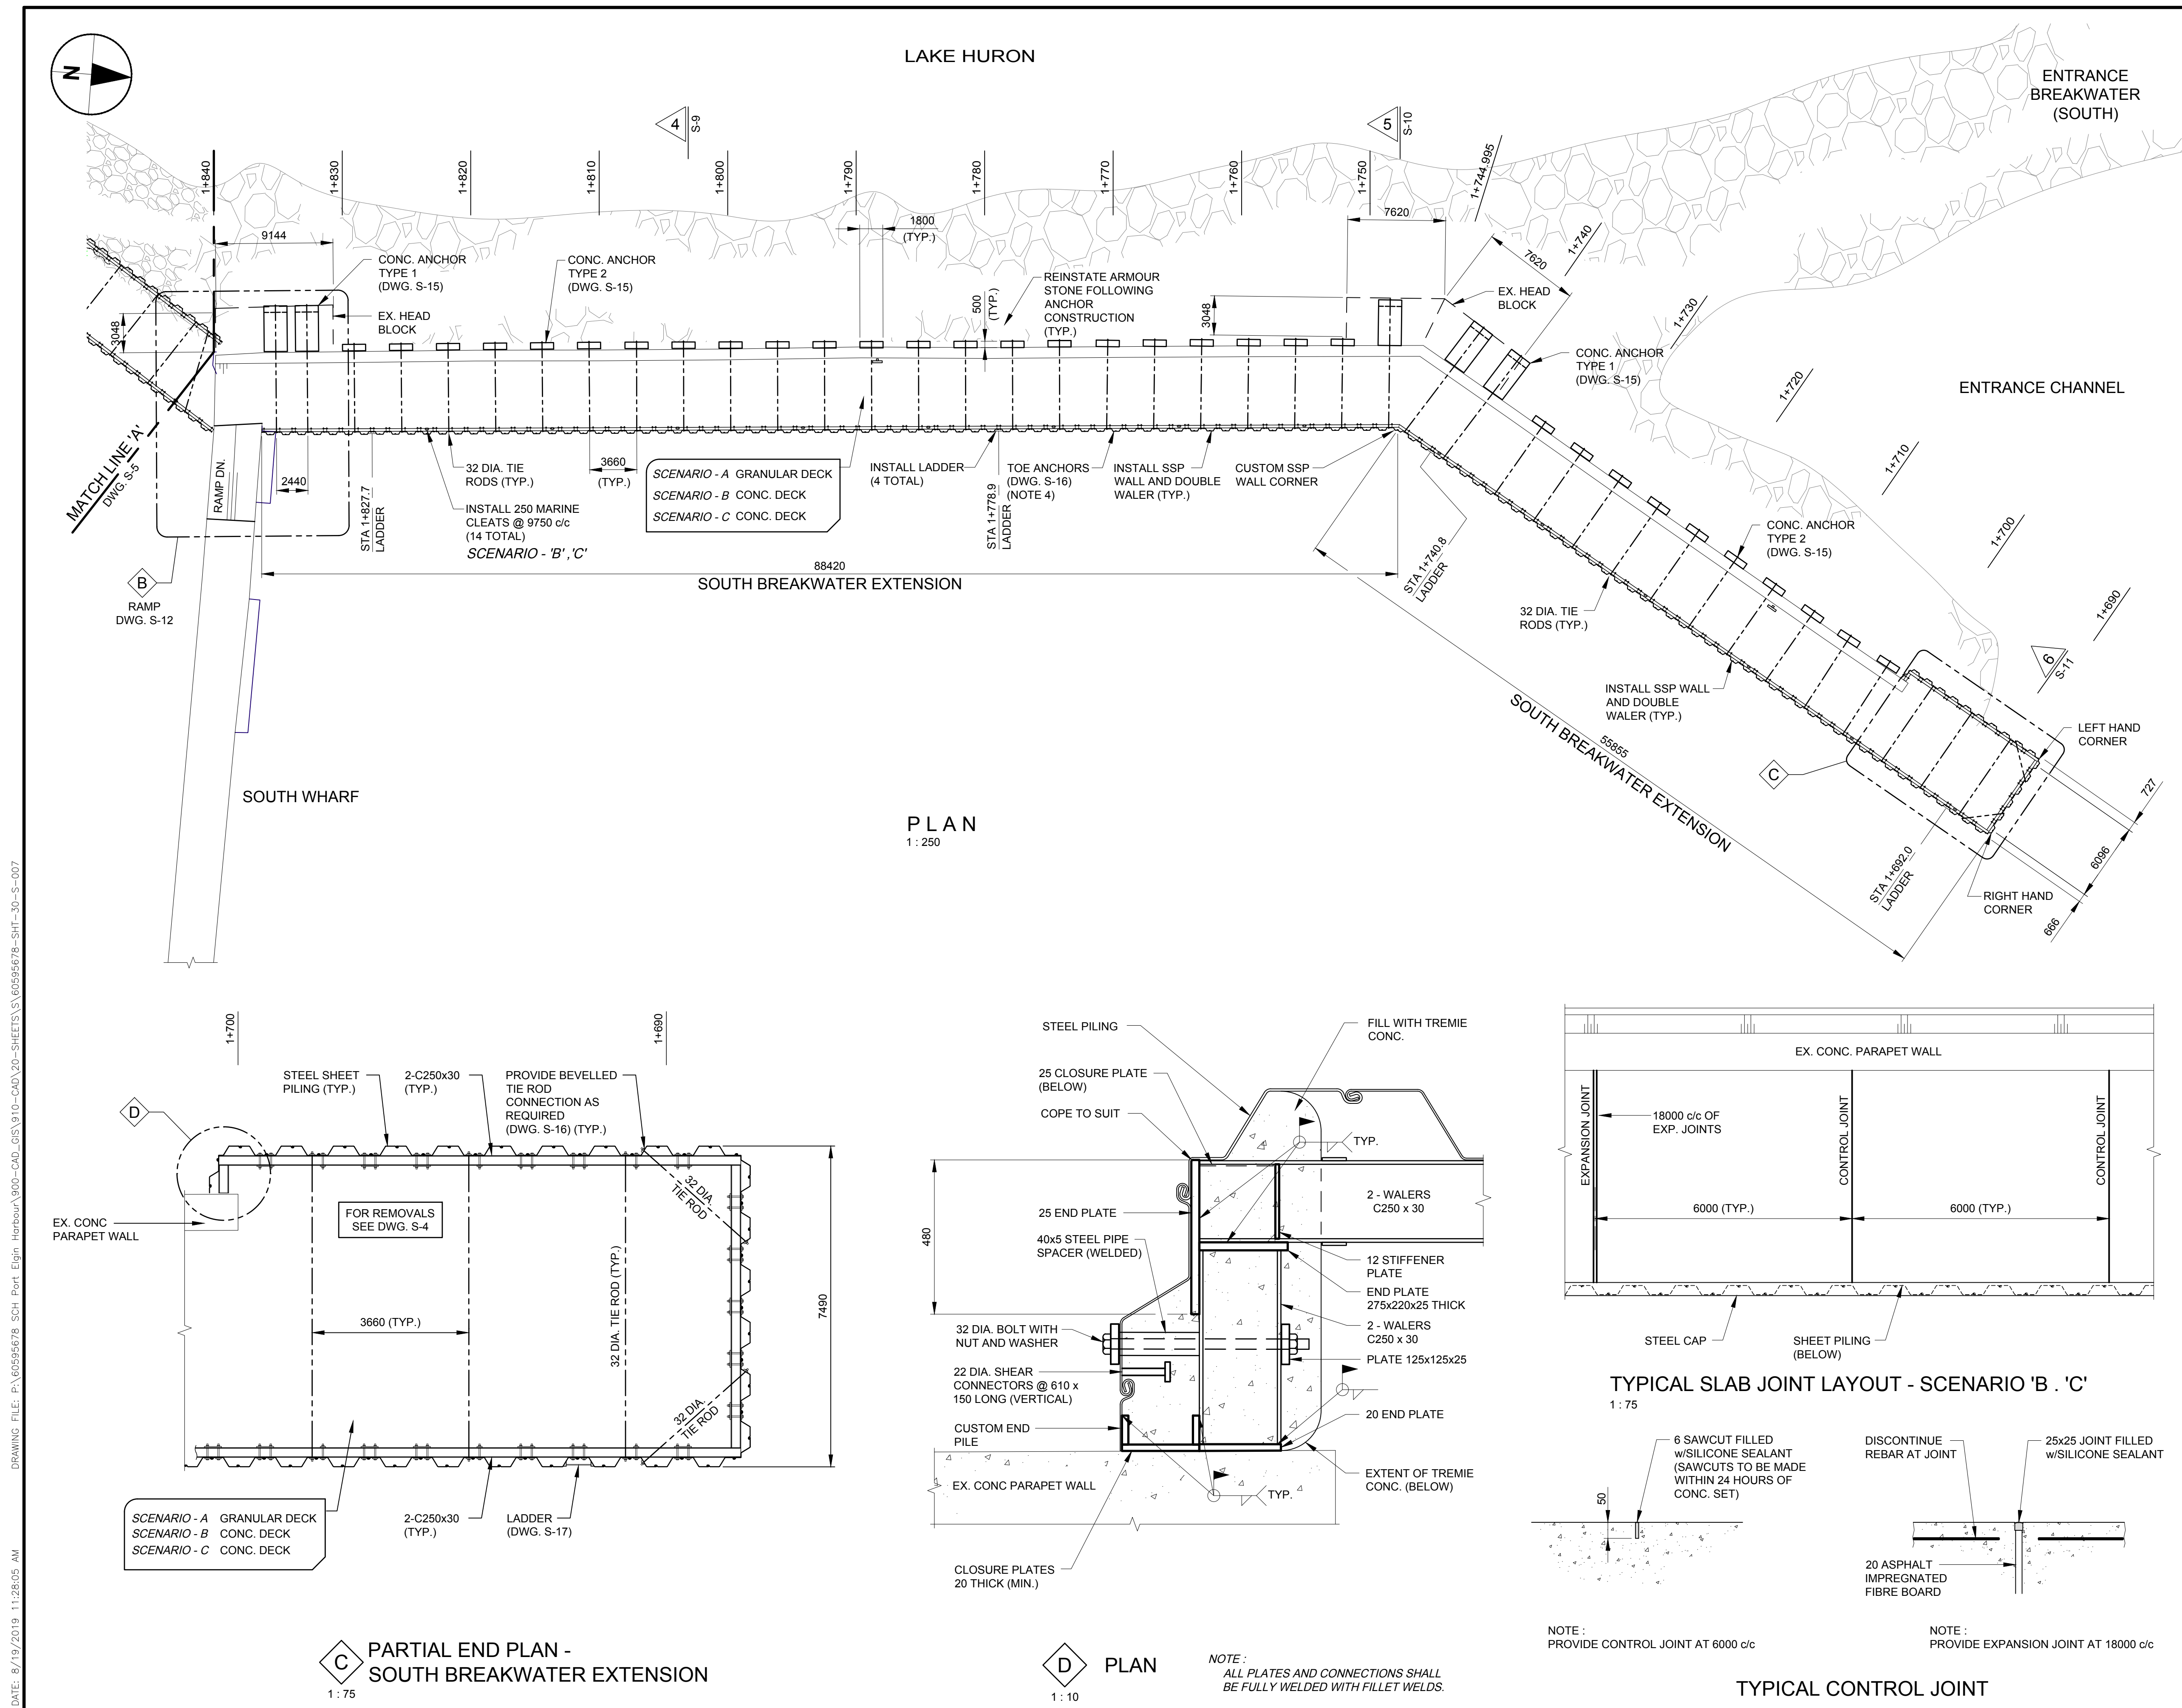 LAKE HURON
ENTRANCE
BREAKWATER
(SOUTH)
N
4
S-9
5
S-10
1+840
1+830
1+820
1+810
1+800
1+790
1+780
1+770
1+760
1+750
1+744.995
1+740
1+730
1+720
1+710
1+700
1+690
9144
CONC. ANCHOR
TYPE 1
(DWG. S-15)
EX. HEAD
BLOCK
3048
CONC. ANCHOR
TYPE 2
(DWG. S-15)
1800
(TYP.)
500
(TYP.)
REINSTATE ARMOUR
STONE FOLLOWING
ANCHOR
CONSTRUCTION
(TYP.)
7620
3048
7620
EX. HEAD
BLOCK
CONC. ANCHOR
TYPE 1
(DWG. S-15)
ENTRANCE CHANNEL
MATCH LINE 'A'
DWG. S-5
RAMP DN.
2440
STA 1+827.7
LADDER
32 DIA. TIE
RODS (TYP.)
INSTALL 250 MARINE
CLEATS @ 9750 c/c
(14 TOTAL)
SCENARIO - 'B' ,'C'
3660
(TYP.)
SCENARIO - A GRANULAR DECK
SCENARIO - B CONC. DECK
SCENARIO - C CONC. DECK
INSTALL LADDER
(4 TOTAL)
STA 1+778.9
LADDER
TOE ANCHORS
(DWG. S-16)
(NOTE 4)
INSTALL SSP
WALL AND DOUBLE
WALER (TYP.)
CUSTOM SSP
WALL CORNER
STA 1+740.8
LADDER
CONC. ANCHOR
TYPE 2
(DWG. S-15)
88420
SOUTH BREAKWATER EXTENSION
B
RAMP
DWG. S-12
32 DIA. TIE
RODS (TYP.)
6
S-11
INSTALL SSP WALL
AND DOUBLE
WALER (TYP.)
55855
SOUTH BREAKWATER EXTENSION
LEFT HAND
CORNER
C
727
6096
666
STA 1+692.0
LADDER
RIGHT HAND
CORNER
SOUTH WHARF
PLAN
1 : 250
1+700
1+690
STEEL SHEET
PILING (TYP.)
2-C250x30
(TYP.)
PROVIDE BEVELLED
TIE ROD
CONNECTION AS
REQUIRED
(DWG. S-16) (TYP.)
D
EX. CONC
PARAPET WALL
FOR REMOVALS
SEE DWG. S-4
32 DIA.
TIE ROD
3660 (TYP.)
32 DIA. TIE ROD (TYP.)
7490
32 DIA.
TIE ROD
SCENARIO - A GRANULAR DECK
SCENARIO - B CONC. DECK
SCENARIO - C CONC. DECK
2-C250x30
(TYP.)
LADDER
(DWG. S-17)
C
PARTIAL END PLAN -
SOUTH BREAKWATER EXTENSION
1 : 75
STEEL PILING
FILL WITH TREMIE
CONC.
25 CLOSURE PLATE
(BELOW)
COPE TO SUIT
TYP.
480
2 - WALERS
C250 x 30
25 END PLATE
40x5 STEEL PIPE
SPACER (WELDED)
12 STIFFENER
PLATE
END PLATE
275x220x25 THICK
32 DIA. BOLT WITH
NUT AND WASHER
2 - WALERS
C250 x 30
PLATE 125x125x25
22 DIA. SHEAR
CONNECTORS @ 610 x
150 LONG (VERTICAL)
20 END PLATE
CUSTOM END
PILE
EX. CONC PARAPET WALL
TYP.
EXTENT OF TREMIE
CONC. (BELOW)
CLOSURE PLATES
20 THICK (MIN.)
D
PLAN
1 : 10
NOTE :
ALL PLATES AND CONNECTIONS SHALL
BE FULLY WELDED WITH FILLET WELDS.
EX. CONC. PARAPET WALL
EXPANSION JOINT
18000 c/c OF
EXP. JOINTS
CONTROL JOINT
CONTROL JOINT
6000 (TYP.)
6000 (TYP.)
STEEL CAP
SHEET PILING
(BELOW)
TYPICAL SLAB JOINT LAYOUT - SCENARIO 'B . 'C'
1 : 75
6 SAWCUT FILLED
w/SILICONE SEALANT
(SAWCUTS TO BE MADE
WITHIN 24 HOURS OF
CONC. SET)
50
DISCONTINUE
REBAR AT JOINT
25x25 JOINT FILLED
w/SILICONE SEALANT
20 ASPHALT
IMPREGNATED
FIBRE BOARD
NOTE :
PROVIDE CONTROL JOINT AT 6000 c/c
NOTE :
PROVIDE EXPANSION JOINT AT 18000 c/c
TYPICAL CONTROL JOINT
DATE: 8/19/2019 11:28:05 AM DRAWING FILE: P:\60595678 SCH Port Elgin Harbour\900-CAD_GIS\910-CAD\20-SHEETS\S\60595678-SHT-30-S-007